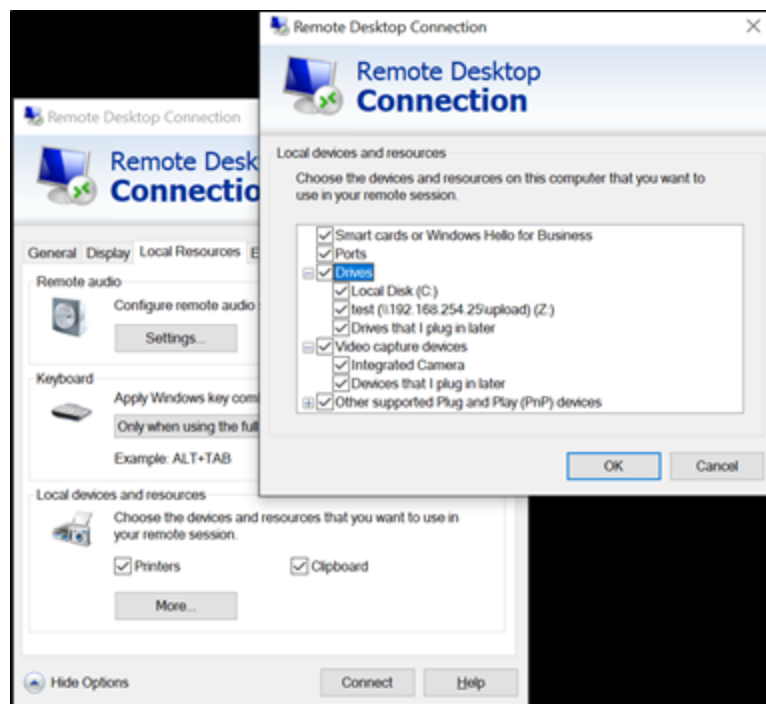 Remote Desktop Connection
Remote Desktop
Connection
Local devices and resources
Choose the devices and resources on this computer that you want to
use in your remote session.
Smart cards or Windows Hello for Business
Ports
Drives
Local Disk (C:)
test (\\192.168.254.25\upload) (Z:)
Drives that I plug in later
Video capture devices
Integrated Camera
Devices that I plug in later
Other supported Plug and Play (PnP) devices
OK Cancel
Remote Desktop Connection
Remote Desk
Connectio
General Display Local Resources E
Remote audio
Configure remote audio
Settings...
Keyboard
Apply Windows key com
Only when using the full
Example: ALT+TAB
Local devices and resources
Choose the devices and resources that you want to use in
your remote session.
Printers Clipboard
More...
Hide Options Connect Help